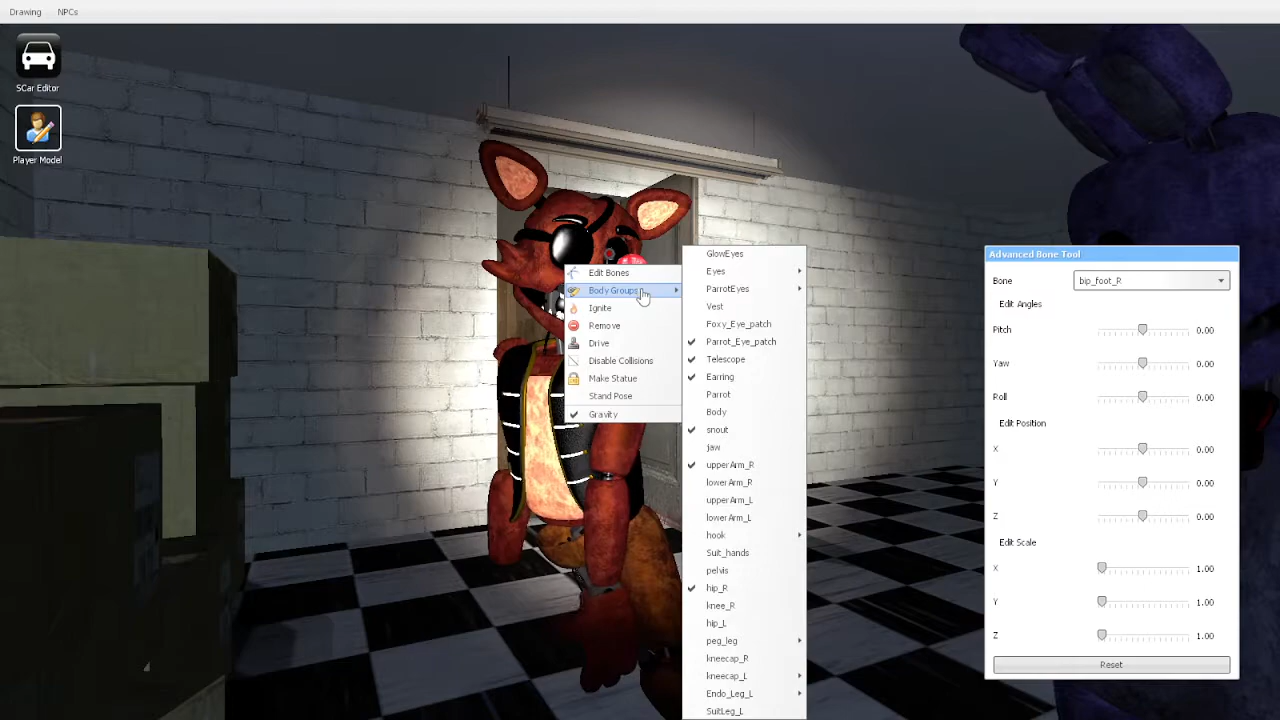 Drawing NPCs
SCar Editor
Player Model
Edit Bones
Body Groups
Ignite
Remove
Drive
Disable Collisions
Make Statue
Stand Pose
Gravity
GlowEyes
Eyes
ParrotEyes
Vest
Foxy_Eye_patch
Parrot_Eye_patch
Telescope
Earring
Parrot
Body
snout
jaw
upperArm_R
lowerArm_R
upperArm_L
lowerArm_L
hook
Suit_hands
pelvis
hip_R
knee_R
hip_L
peg_leg
kneecap_R
kneecap_L
Endo_Leg_L
SuitLeg_L
Advanced Bone Tool
Bone bip_foot_R
Edit Angles
Pitch 0.00
Yaw 0.00
Roll 0.00
Edit Position
X 0.00
Y 0.00
Z 0.00
Edit Scale
X 1.00
Y 1.00
Z 1.00
Reset